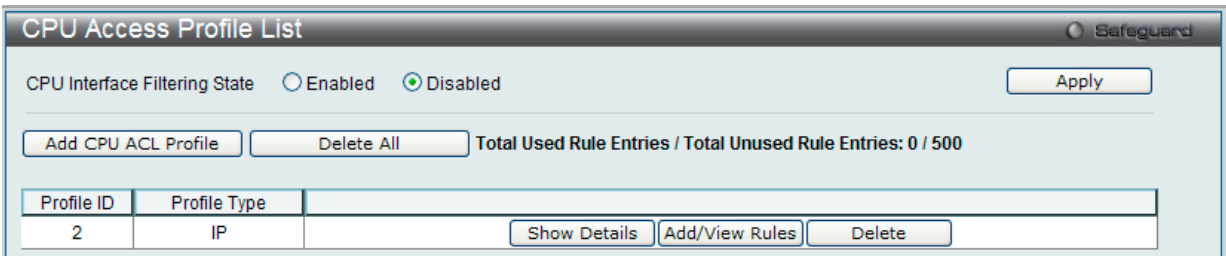 CPU Access Profile List
Safeguard
CPU Interface Filtering State Enabled Disabled Apply
Add CPU ACL Profile Delete All Total Used Rule Entries / Total Unused Rule Entries: 0 / 500
Profile ID Profile Type
2 IP Show Details Add/View Rules Delete